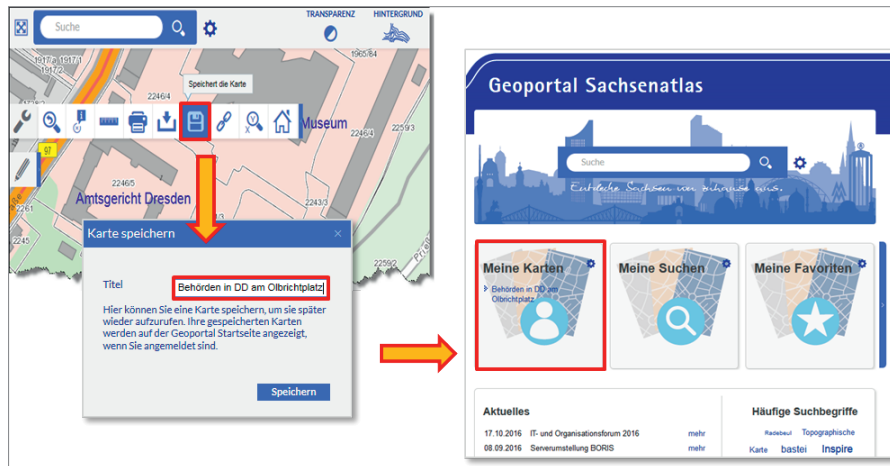 Suche
TRANSPARENZ
HINTERGRUND
1917/a 1917/1
1917/2
1965/84
2246/4
Speichert die Karte
Museum
2246/4
2259/3
97
2246/5
Amtsgericht Dresden
2261
2243/3
2245
2259/2
Karte speichern
Titel
Behörden in DD am Olbrichtplatz
Hier können Sie eine Karte speichern, um sie später
wieder aufzurufen. Ihre gespeicherten Karten
werden auf der Geoportal Startseite angezeigt,
wenn Sie angemeldet sind.
Speichern
Geoportal Sachsenatlas
Suche
Entdecke Sachsen von zuhause aus.
Meine Karten
Behörden in DD am
Olbrichtplatz
Meine Suchen
Meine Favoriten
Aktuelles
17.10.2016 IT- und Organisationsforum 2016 mehr
08.09.2016 Serverumstellung BORIS mehr
Häufige Suchbegriffe
Radebeul Topographische
Karte bastei Inspire